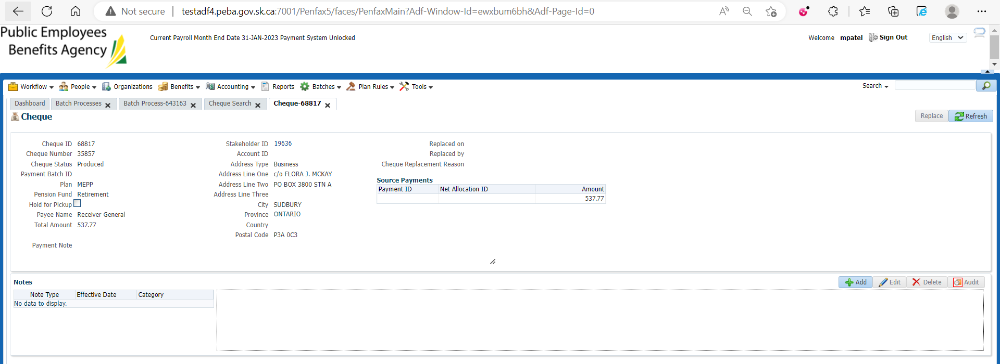 Not secure | testadf4.peba.gov.sk.ca:7001/Penfax5/faces/PenfaxMain?Adf-Window-Id=ewxbum6bh&Adf-Page-Id=0
Public Employees
Benefits Agency
Current Payroll Month End Date 31-JAN-2023 Payment System Unlocked
Welcome mpatel Sign Out English
Workflow People Organizations Benefits Accounting Reports Batches Plan Rules Tools Search
Dashboard Batch Processes Batch Process-643163 Cheque Search Cheque-68817
Cheque Replace Refresh
Cheque ID 68817 Stakeholder ID 19636 Replaced on
Cheque Number 35857 Account ID Replaced by
Cheque Status Produced Address Type Business Cheque Replacement Reason
Payment Batch ID Address Line One c/o FLORA J. MCKAY
Source Payments
Plan MEPP Address Line Two PO BOX 3800 STN A
Payment ID Net Allocation ID Amount
Pension Fund Retirement Address Line Three
537.77
Hold for Pickup City SUDBURY
Payee Name Receiver General Province ONTARIO
Total Amount 537.77 Country
Postal Code P3A 0C3
Payment Note
Notes Add Edit Delete Audit
Note Type Effective Date Category
No data to display.